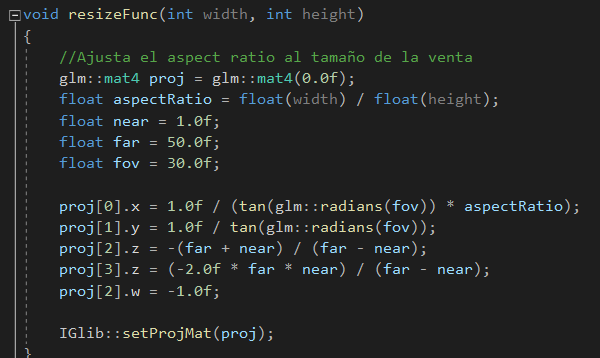 void resizeFunc(int width, int height)
{
//Ajusta el aspect ratio al tamaño de la venta
glm::mat4 proj = glm::mat4(0.0f);
float aspectRatio = float(width) / float(height);
float near = 1.0f;
float far = 50.0f;
float fov = 30.0f;
proj[0].x = 1.0f / (tan(glm::radians(fov)) * aspectRatio);
proj[1].y = 1.0f / tan(glm::radians(fov));
proj[2].z = -(far + near) / (far - near);
proj[3].z = (-2.0f * far * near) / (far - near);
proj[2].w = -1.0f;
IGlib::setProjMat(proj);
}